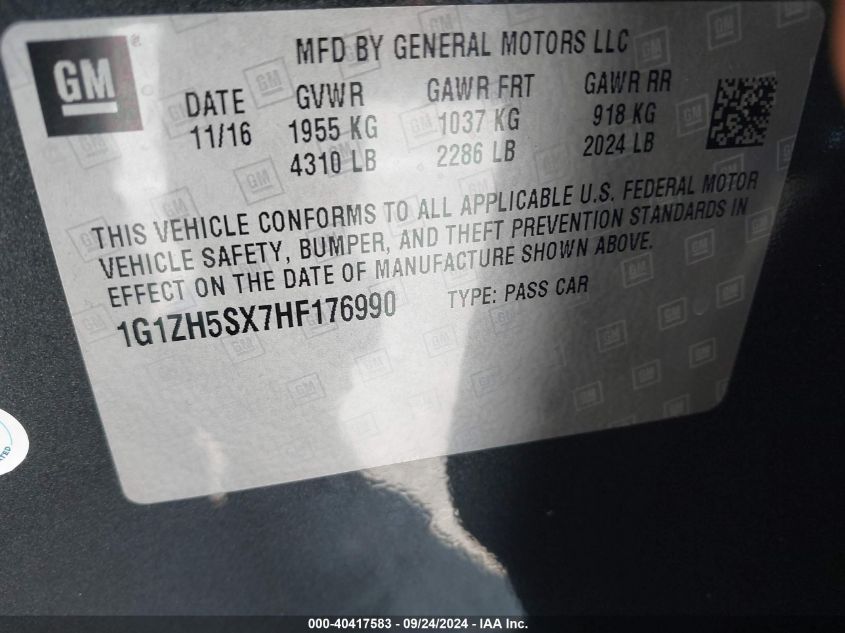 GM
MFD BY GENERAL MOTORS LLC
DATE GVWR GAWR FRT GAWR RR
11/16 1955 KG 1037 KG 918 KG
4310 LB 2286 LB 2024 LB
THIS VEHICLE CONFORMS TO ALL APPLICABLE U.S. FEDERAL MOTOR
VEHICLE SAFETY, BUMPER, AND THEFT PREVENTION STANDARDS IN
EFFECT ON THE DATE OF MANUFACTURE SHOWN ABOVE.
1G1ZH5SX7HF176990 TYPE: PASS CAR
000-40417583 / 09/24/2024 - IAA Inc.